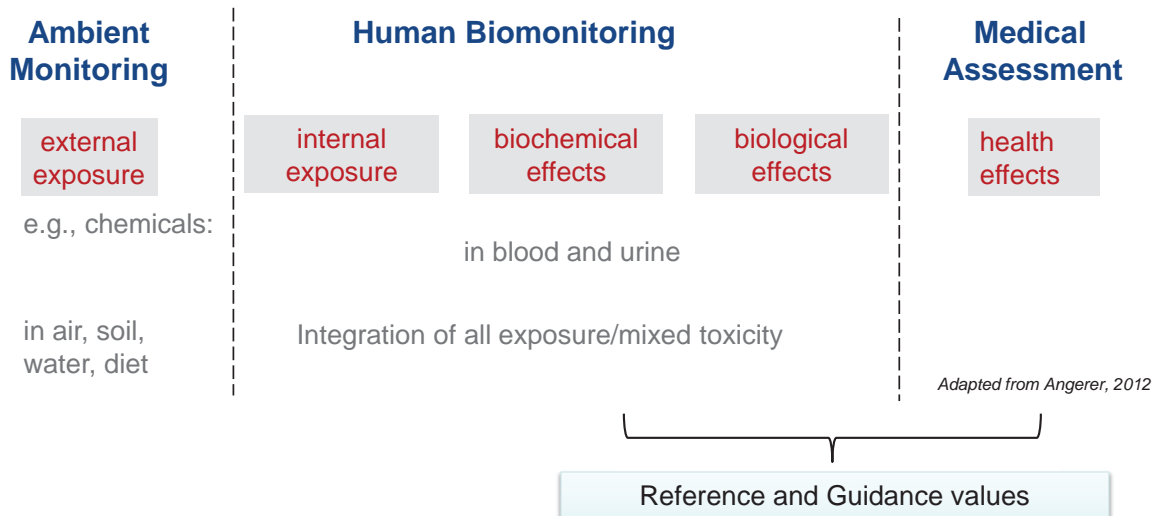 Ambient
Monitoring
Human Biomonitoring
Medical
Assessment
external
exposure
internal
exposure
biochemical
effects
biological
effects
health
effects
e.g., chemicals:
in blood and urine
in air, soil,
water, diet
Integration of all exposure/mixed toxicity
Adapted from Angerer, 2012
Reference and Guidance values